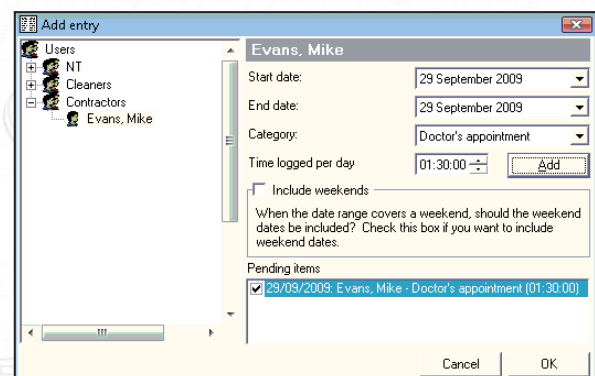 Add entry
Users
NT
Cleaners
Contractors
Evans, Mike
Evans, Mike
Start date:
29 September 2009
End date:
29 September 2009
Category:
Doctor's appointment
Time logged per day
01:30:00
Add
Include weekends
When the date range covers a weekend, should the weekend
dates be included? Check this box if you want to include
weekend dates.
Pending items
29/09/2009: Evans, Mike - Doctor's appointment (01:30:00)
Cancel
OK